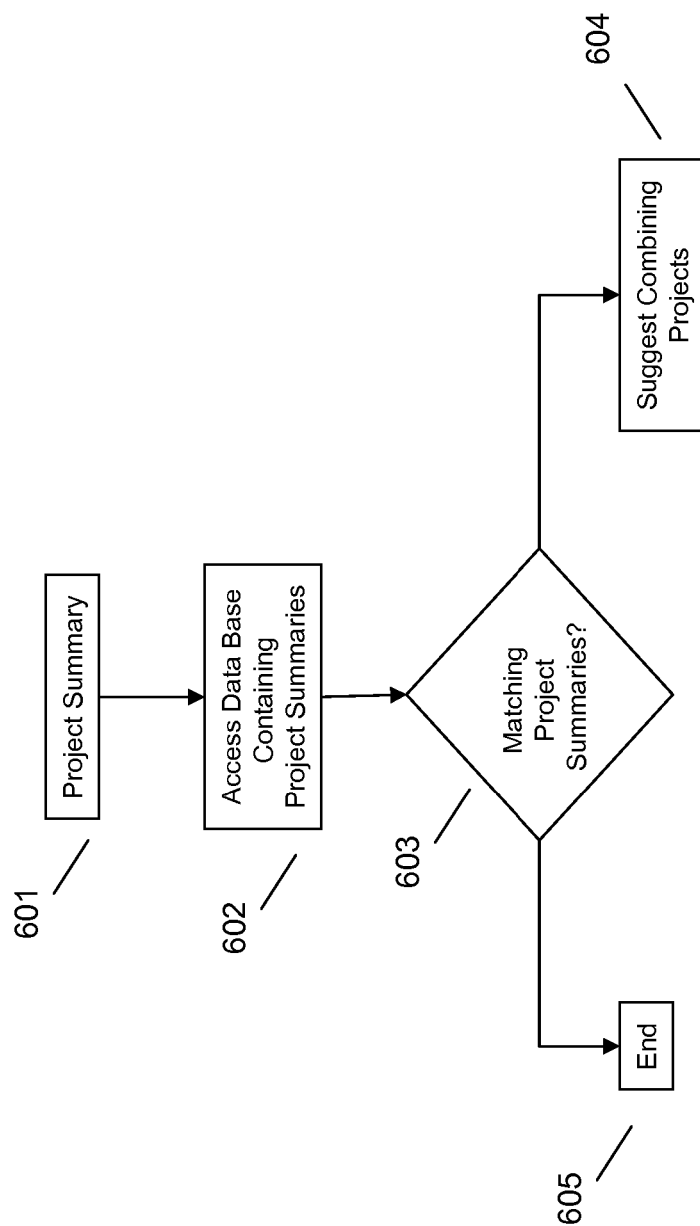 601
Project Summary
602
Access Data Base
Containing
Project Summaries
603
Matching
Project
Summaries?
604
Suggest Combining
Projects
605
End